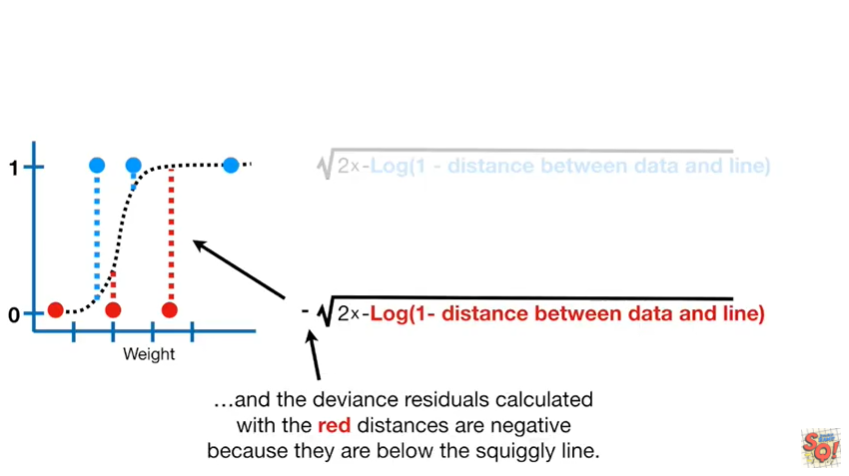 1
√2x-Log(1 - distance between data and line)
0
- √2x-Log(1- distance between data and line)
Weight
…and the deviance residuals calculated
with the red distances are negative
because they are below the squiggly line.
SQ!